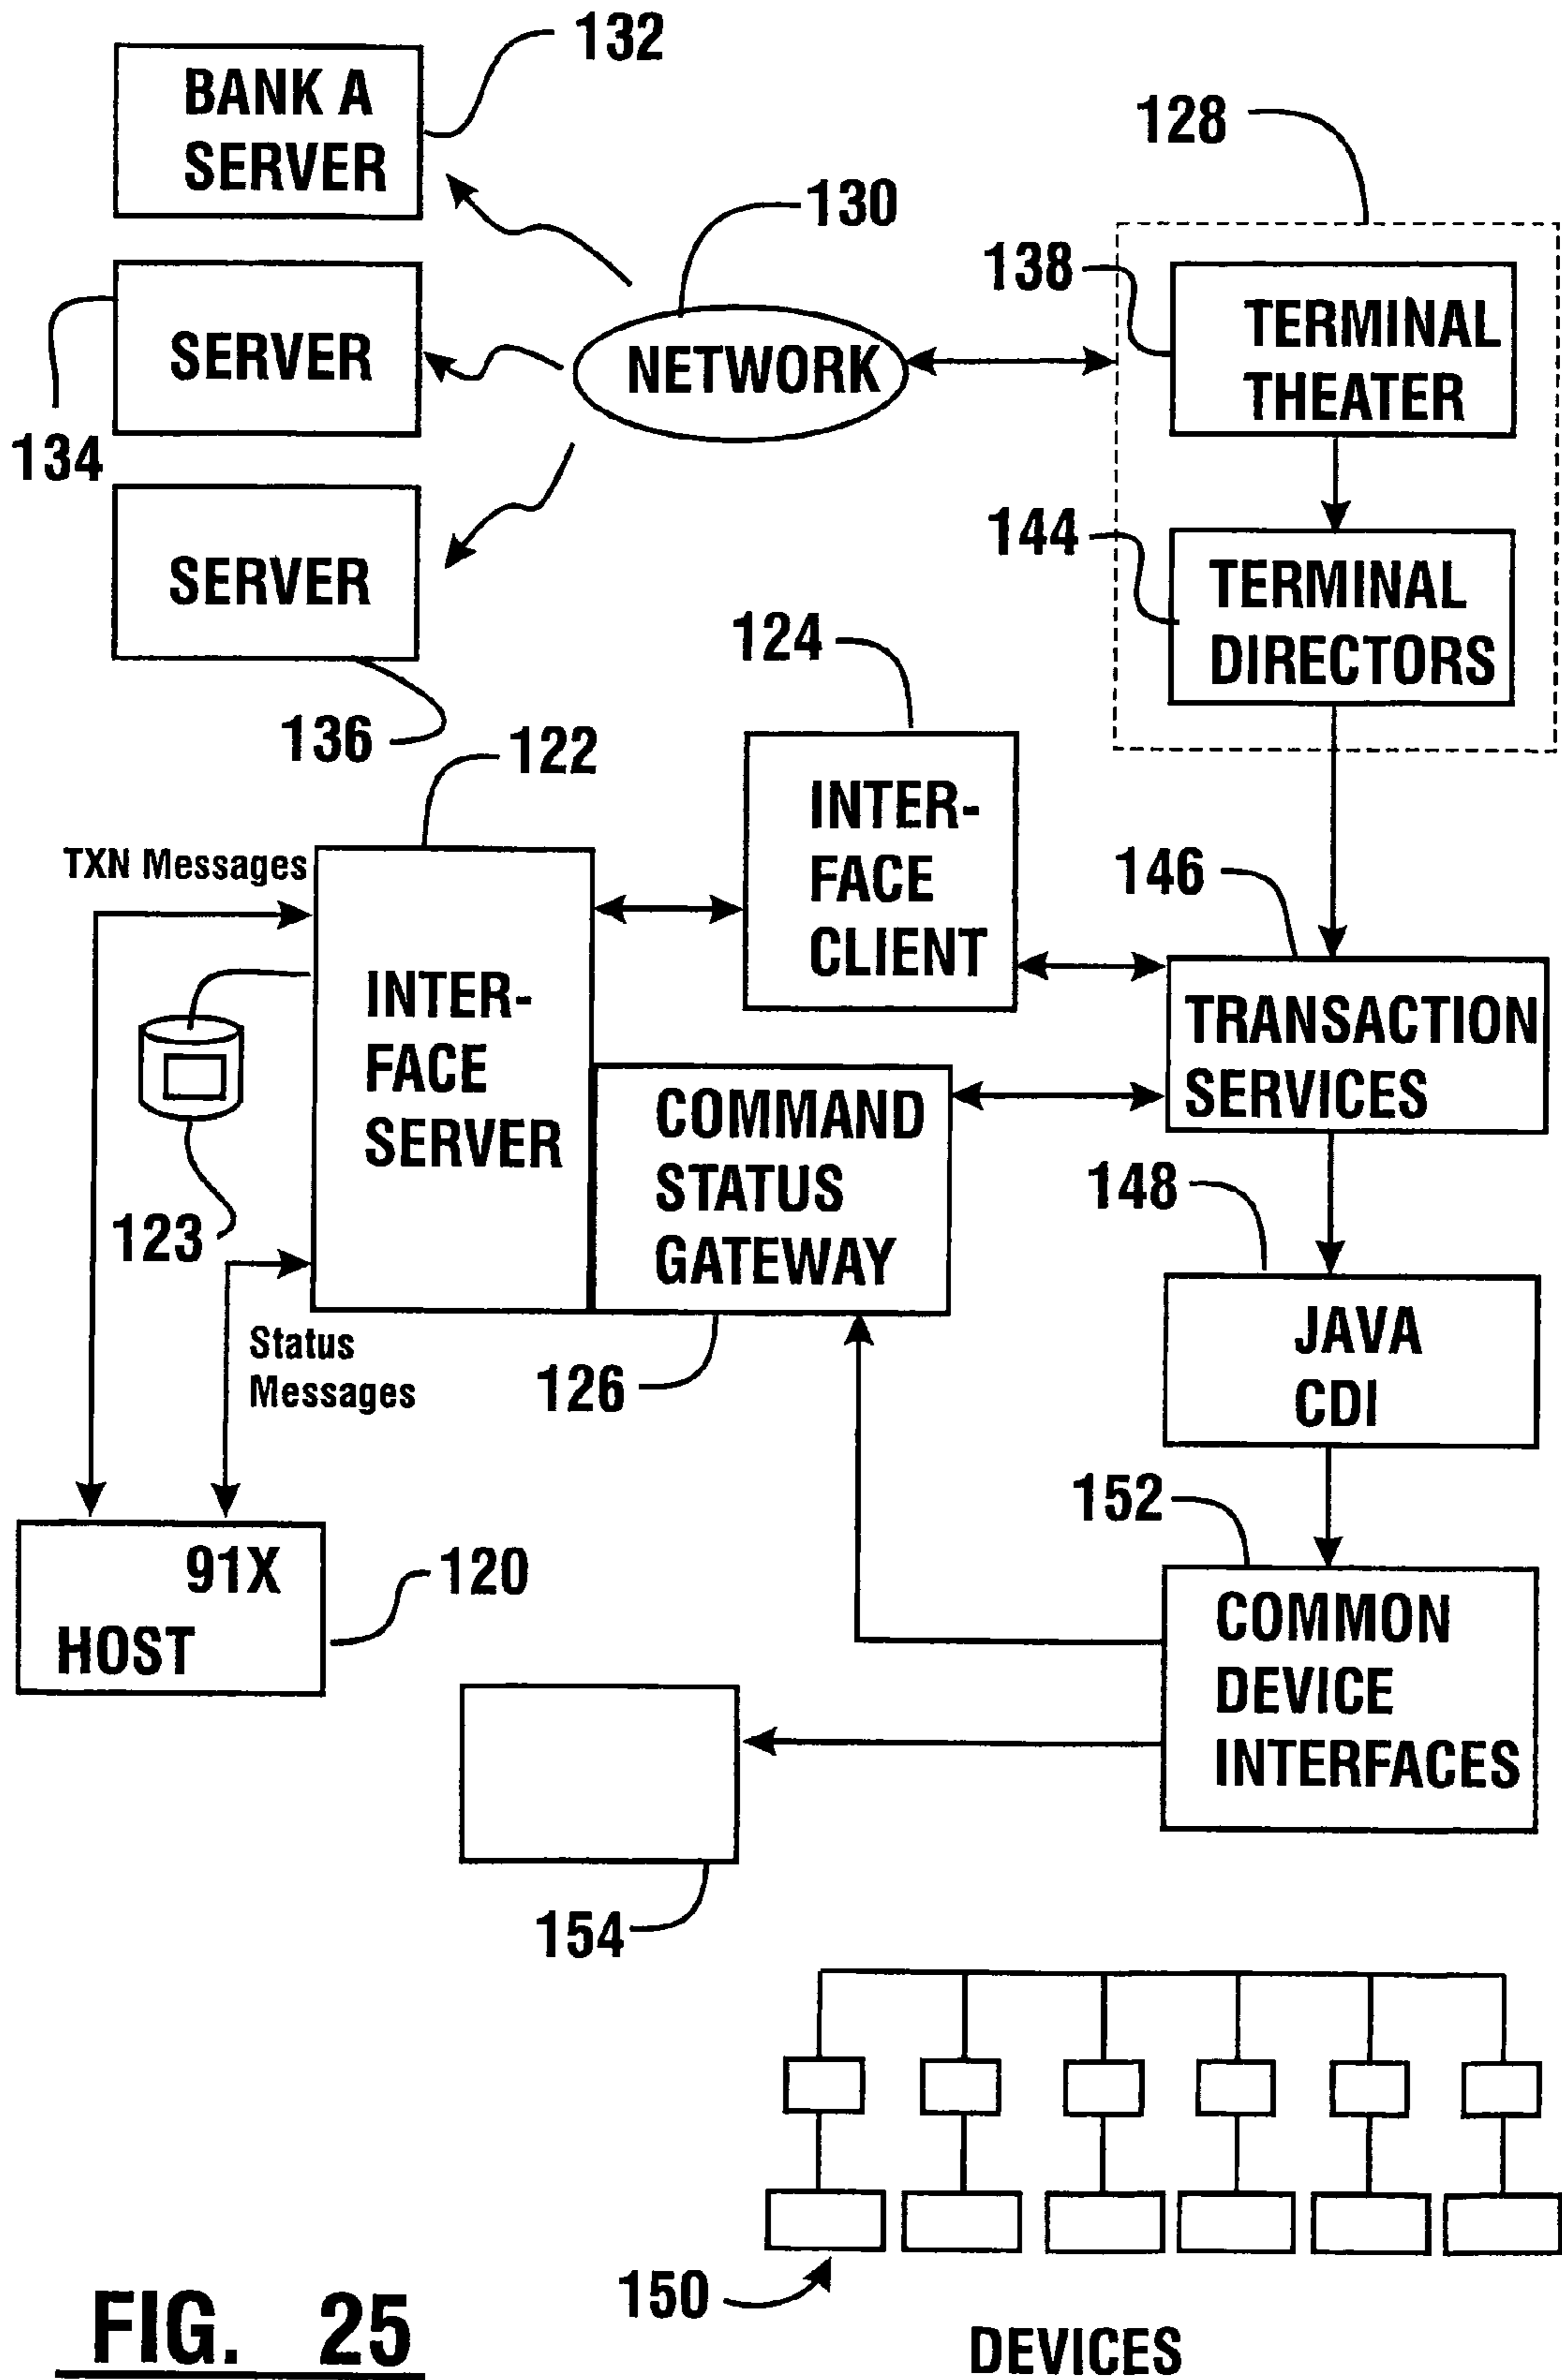 132
BANK A
SERVER
128
130
138
TERMINAL
THEATER
SERVER
NETWORK
134
144
TERMINAL
DIRECTORS
SERVER
124
136
122
INTER-
FACE
CLIENT
TXN Messages
146
INTER-
FACE
SERVER
TRANSACTION
SERVICES
COMMAND
STATUS
GATEWAY
123
148
Status
Messages
126
JAVA
CDI
152
91X
HOST
120
COMMON
DEVICE
INTERFACES
154
150
DEVICES
FIG. 25